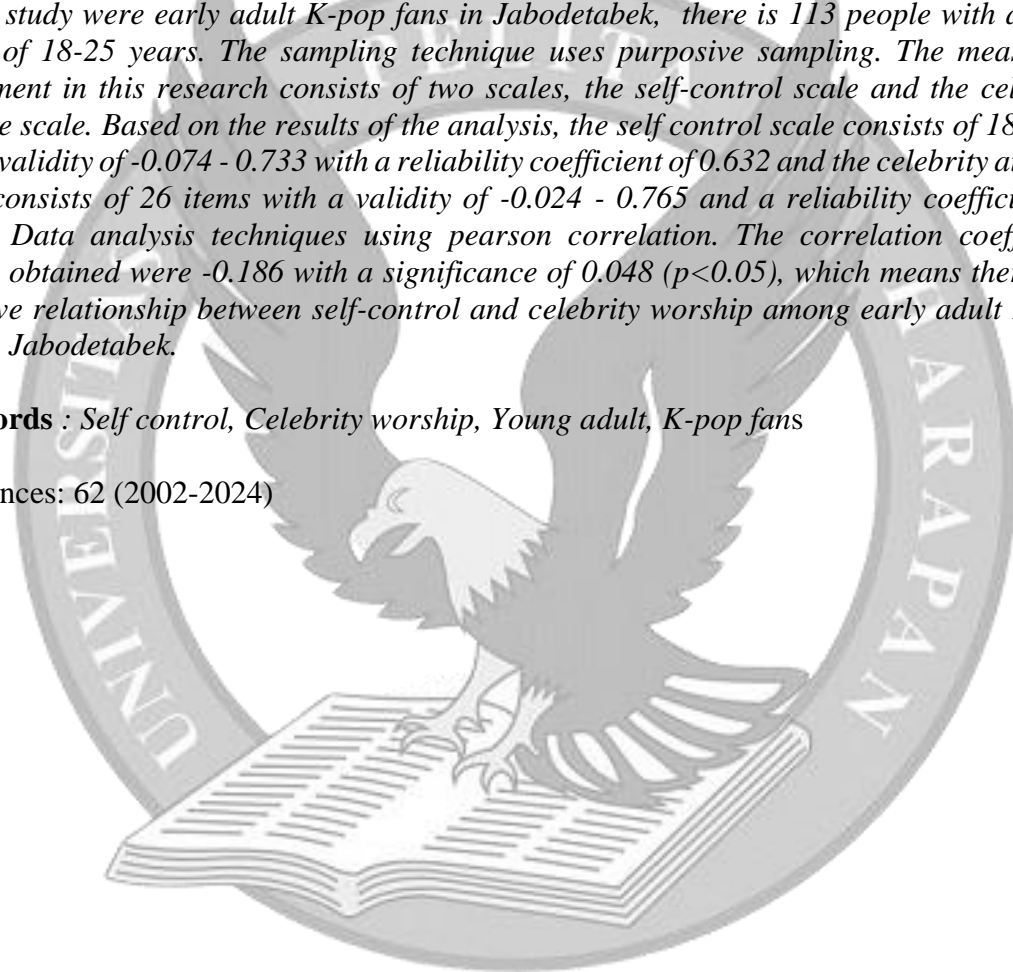 study were early adult K-pop fans in Jabodetabek, there is 113 people with a
of 18-25 years. The sampling technique uses purposive sampling. The mea
ment in this research consists of two scales, the self-control scale and the cel
e scale. Based on the results of the analysis, the self control scale consists of 18
validity of -0.074 - 0.733 with a reliability coefficient of 0.632 and the celebrity a
consists of 26 items with a validity of -0.024 - 0.765 and a reliability coeffici
Data analysis techniques using pearson correlation. The correlation coeff
obtained were -0.186 with a significance of 0.048 (p<0.05), which means ther
ve relationship between self-control and celebrity worship among early adult
Jabodetabek.
ords : Self control, Celebrity worship, Young adult, K-pop fans
nces: 62 (2002-2024)
UNIVERSITAS
PELITA
HARAPAN